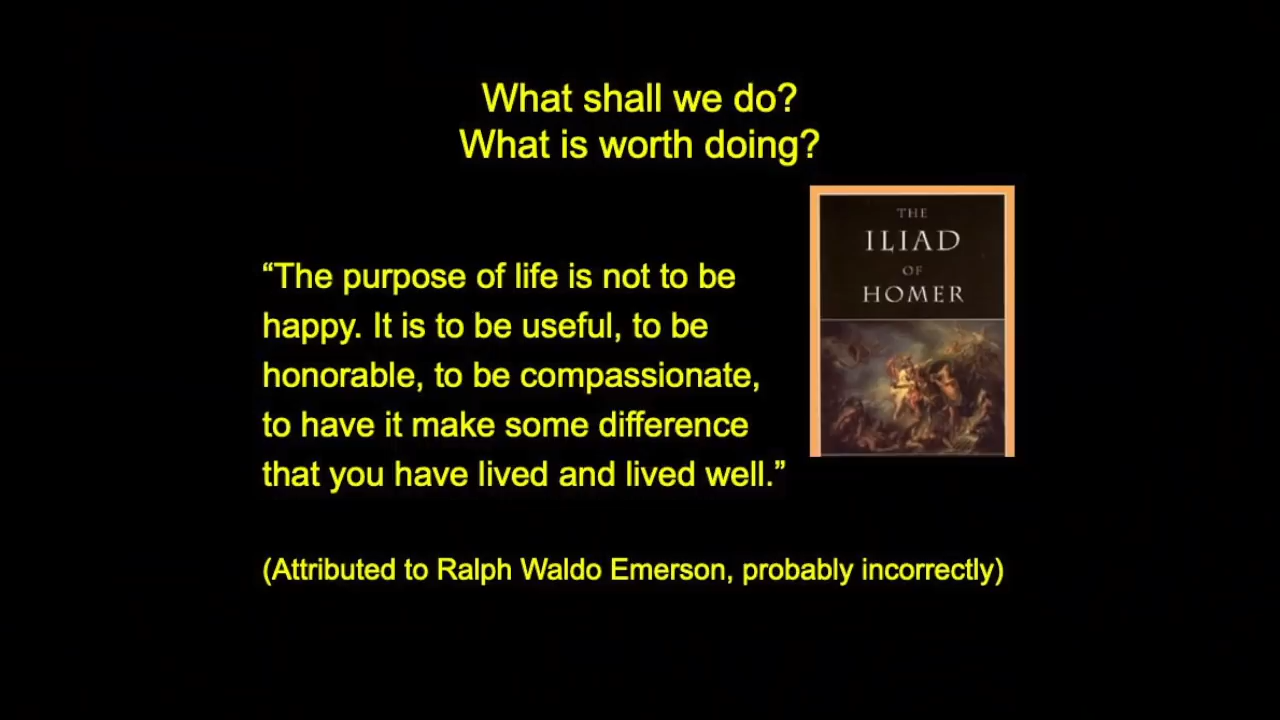 What shall we do?
What is worth doing?
THE
ILIAD
OF
HOMER
“The purpose of life is not to be
happy. It is to be useful, to be
honorable, to be compassionate,
to have it make some difference
that you have lived and lived well.”
(Attributed to Ralph Waldo Emerson, probably incorrectly)